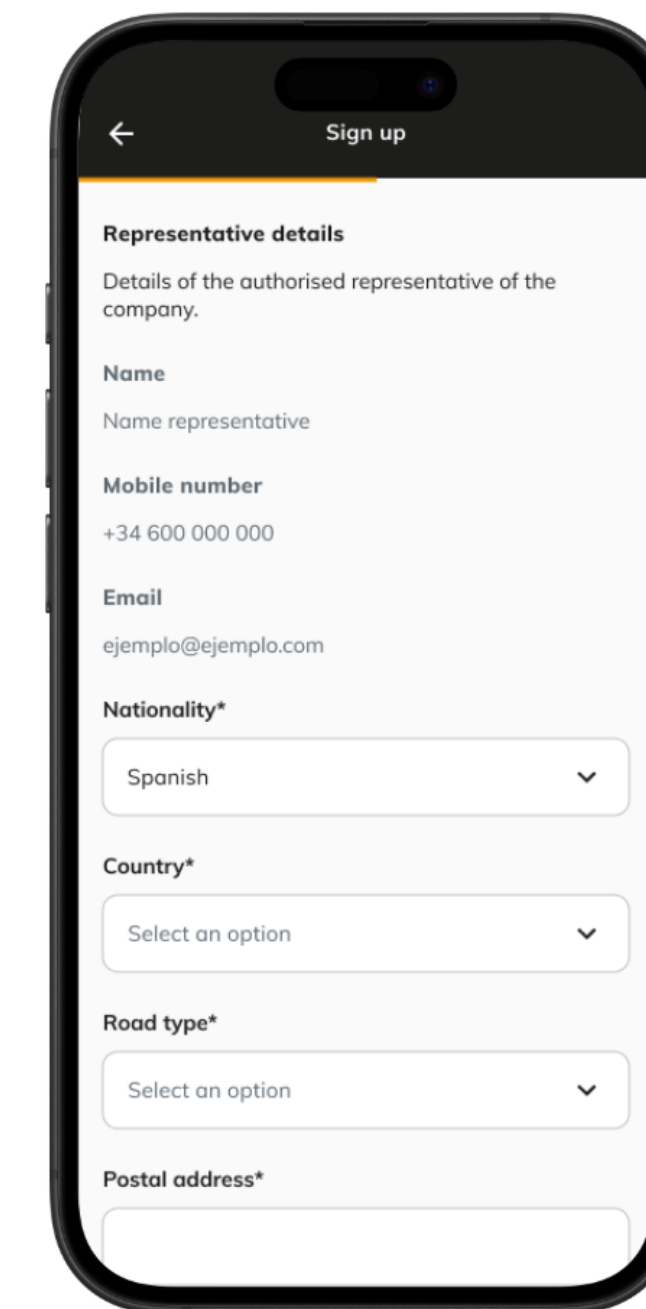 Sign up
Representative details
Details of the authorised representative of the
company.
Name
Name representative
Mobile number
+34 600 000 000
Email
ejemplo@ejemplo.com
Nationality*
Spanish
Country*
Select an option
Road type*
Select an option
Postal address*